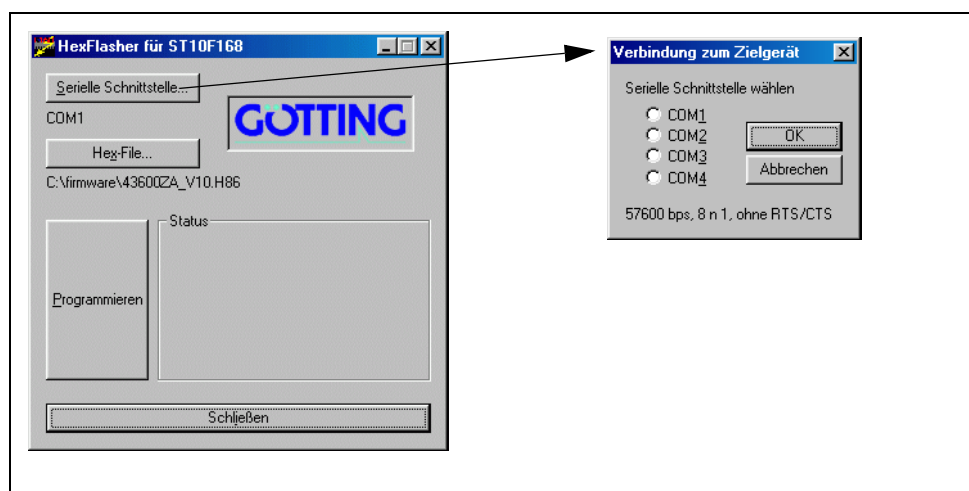 HexFlasher für ST10F168
Serielle Schnittstelle...
COM1
GÖTTING
Hex-File...
C:\firmware\43600ZA_V10.H86
Status
Programmieren
Schließen
Verbindung zum Zielgerät
Serielle Schnittstelle wählen
COM1
COM2
COM3
COM4
OK
Abbrechen
57600 bps, 8 n 1, ohne RTS/CTS